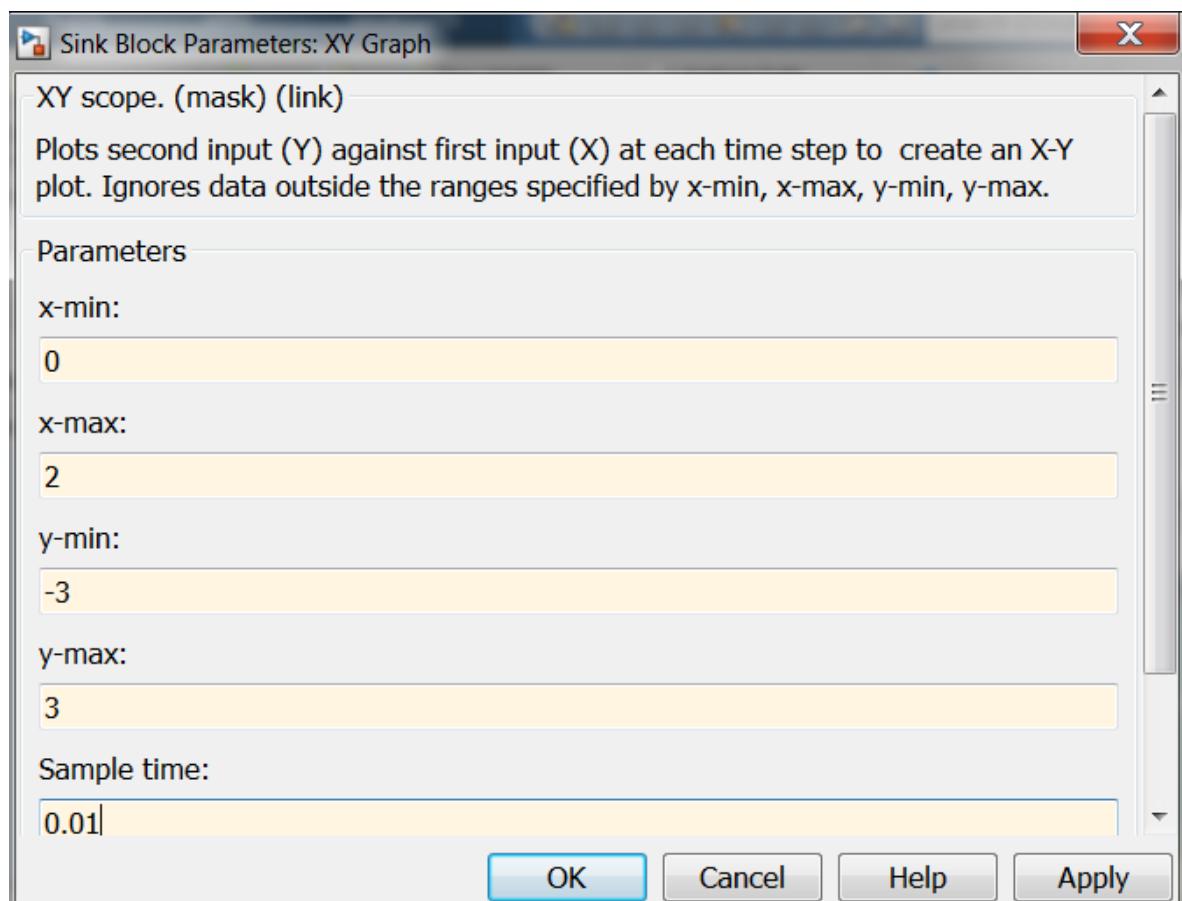 Sink Block Parameters: XY Graph
X
XY scope. (mask) (link)
Plots second input (Y) against first input (X) at each time step to  create an X-Y
plot. Ignores data outside the ranges specified by x-min, x-max, y-min, y-max.
Parameters
x-min:
0
x-max:
2
y-min:
-3
y-max:
3
Sample time:
0.01
OK Cancel Help Apply